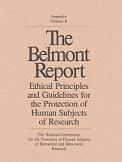 Appendix
Volume II
The
Belmont
Report
Ethical Principles
and Guidelines for
the Protection of
Human Subjects
of Research
The National Commission
for the Protection of Human Subjects
of Biomedical and Behavioral
Research